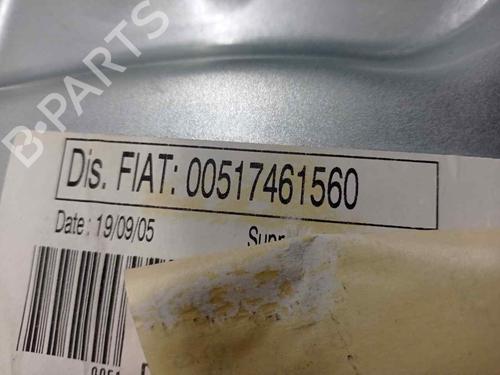 B-PARTS
Dis. FIAT: 00517461560
Date : 19/09/05